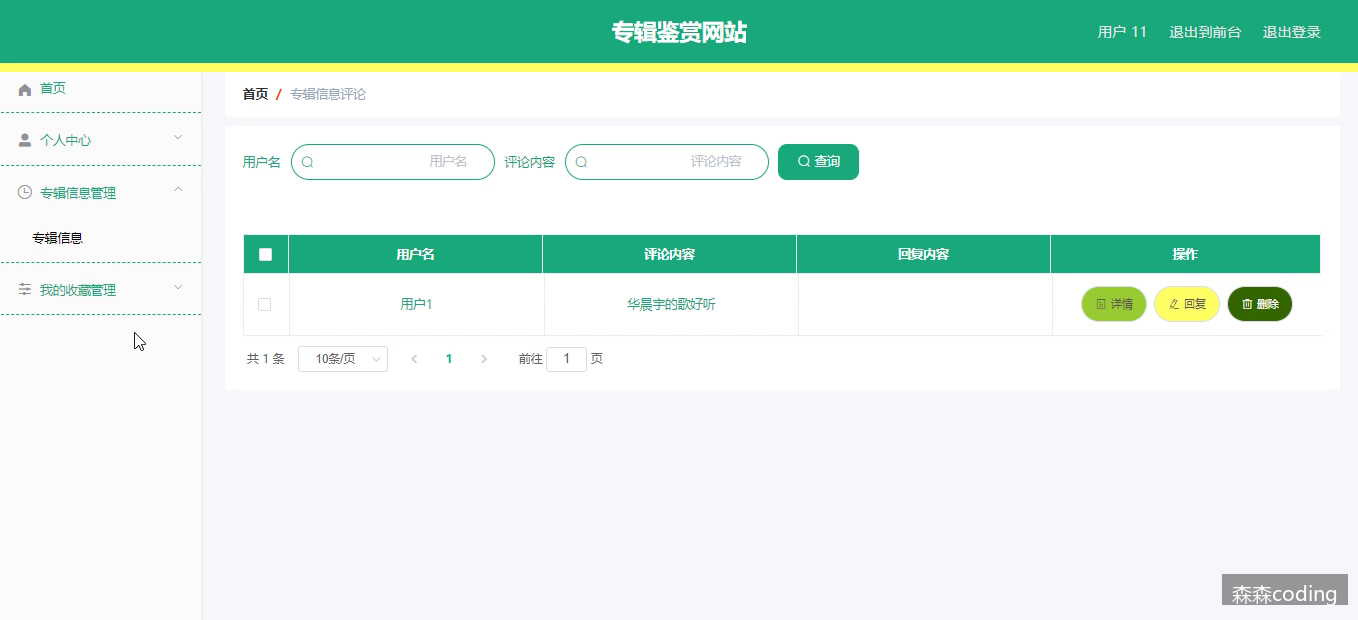 专辑鉴赏网站
用户 11 退出到前台 退出登录
首页
个人中心
专辑信息管理
专辑信息
我的收藏管理
首页 / 专辑信息评论
用户名 用户名 评论内容 评论内容 查询
用户名 评论内容 回复内容 操作
用户1 华晨宇的歌好听 详情 回复 删除
共 1 条 10条/页 1 前往 1 页
森森coding